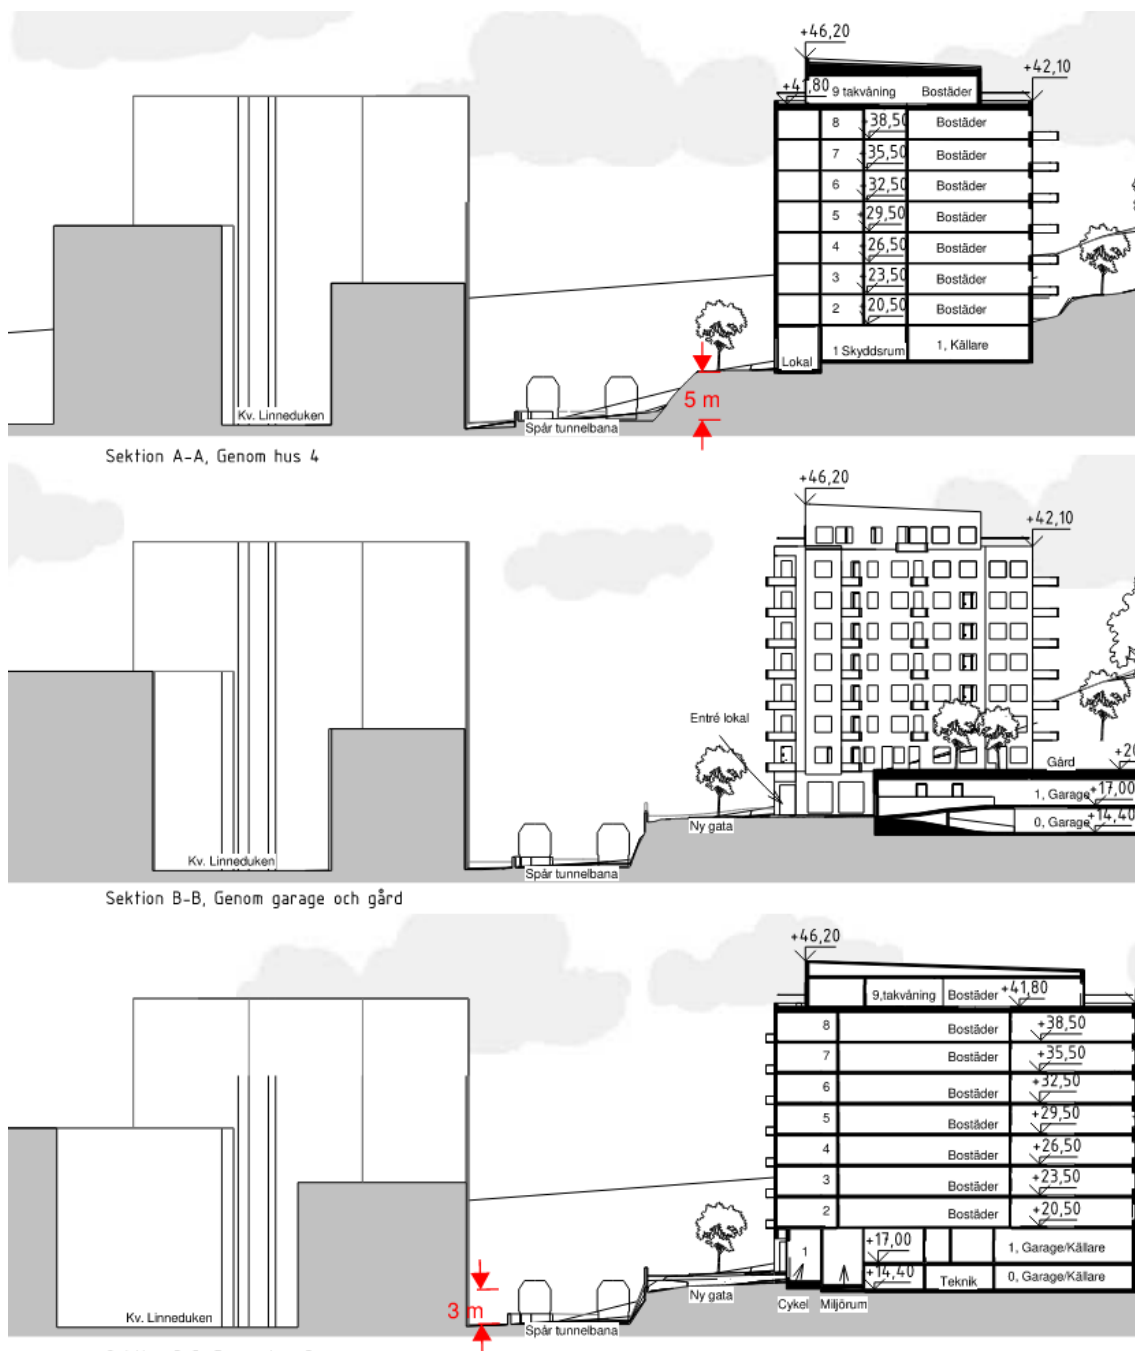 +46,20
+42,10
+41,80
9 takvåning Bostäder
8 +38,50 Bostäder
7 +35,50 Bostäder
6 +32,50 Bostäder
5 +29,50 Bostäder
4 +26,50 Bostäder
3 +23,50 Bostäder
2 +20,50 Bostäder
Lokal 1 Skyddsrum 1, Källare
5 m
Kv. Linneduken
Spår tunnelbana
Sektion A-A, Genom hus 4
+46,20
+42,10
Entré lokal
Gård
1, Garage +17,00
Ny gata 0, Garage +14,40
Kv. Linneduken
Spår tunnelbana
Sektion B-B, Genom garage och gård
+46,20
9,takvåning Bostäder +41,80
8 Bostäder +38,50
7 Bostäder +35,50
6 Bostäder +32,50
5 Bostäder +29,50
4 Bostäder +26,50
3 Bostäder +23,50
2 Bostäder +20,50
1 +17,00 1, Garage/Källare
+14,40 Teknik 0, Garage/Källare
Ny gata
Cykel Miljörum
3 m
Kv. Linneduken
Spår tunnelbana